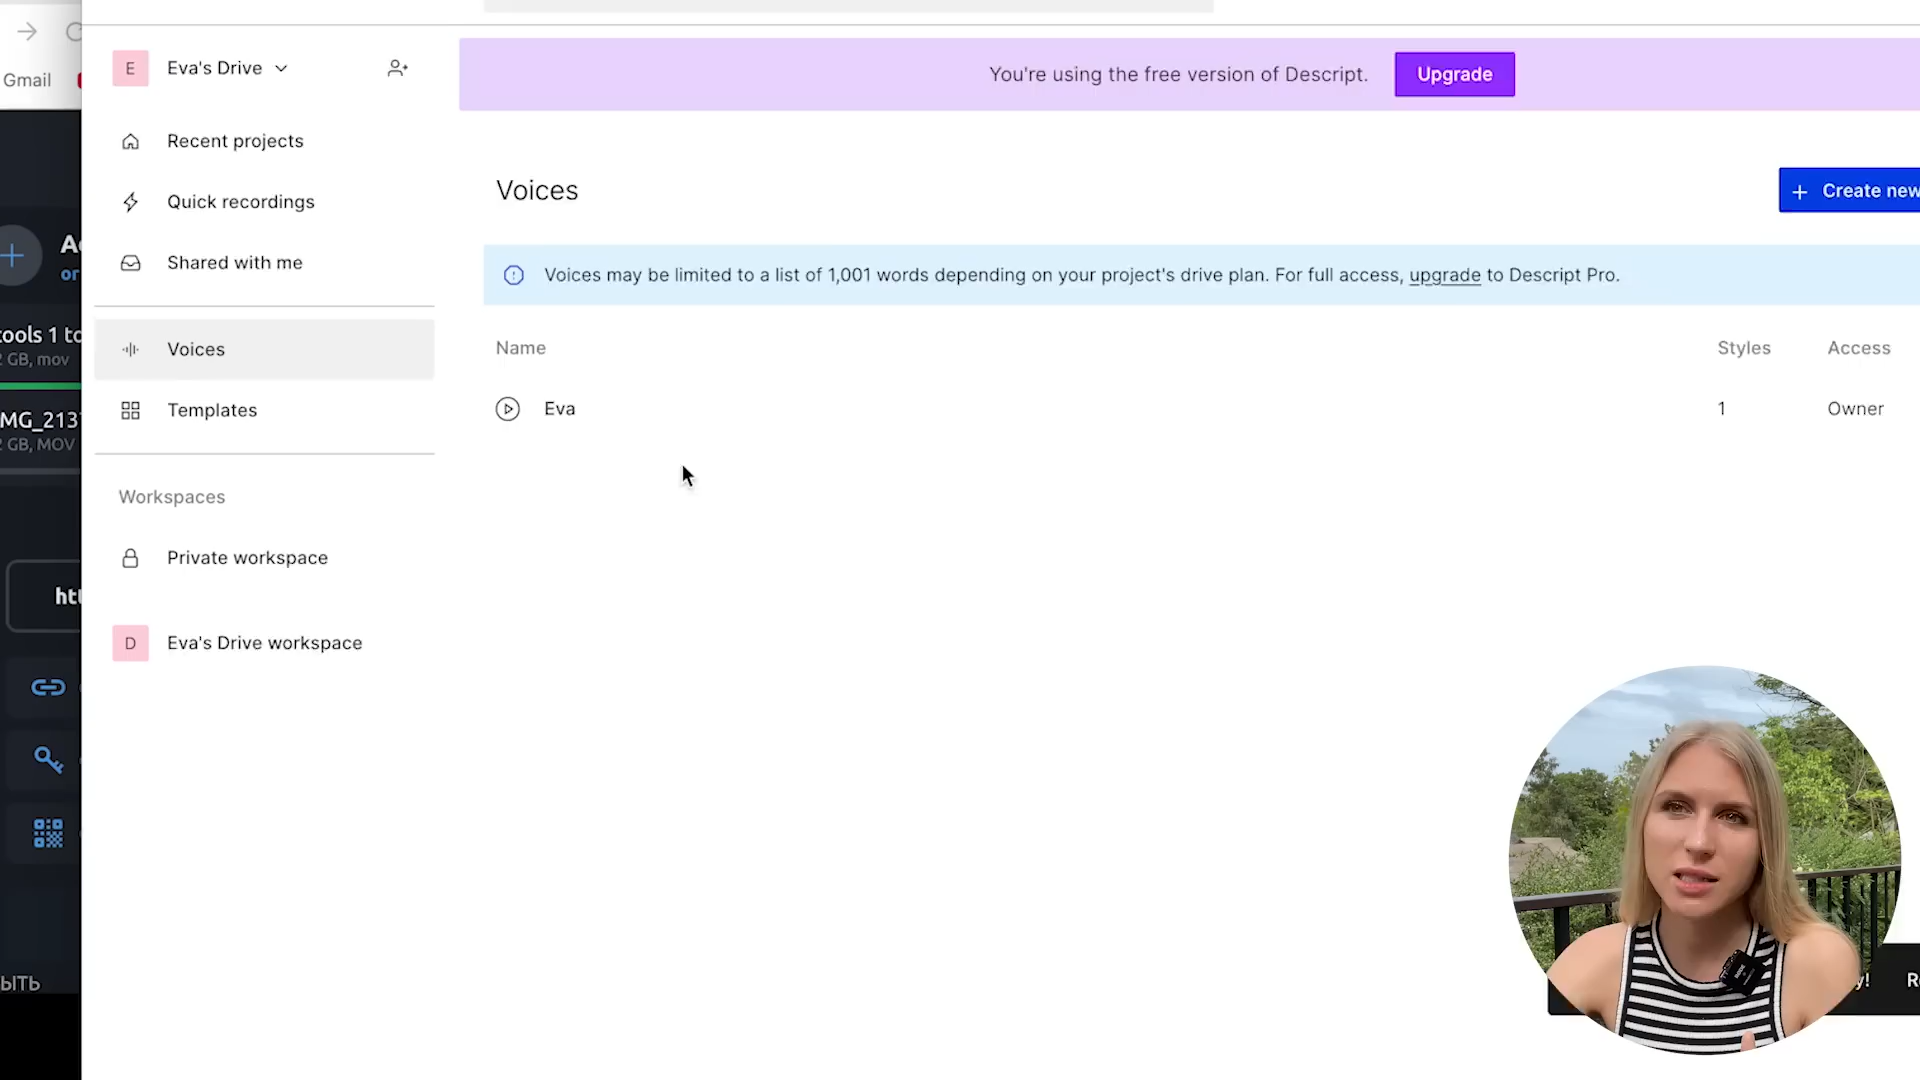 Gmail
E
Eva's Drive
You're using the free version of Descript.
Upgrade
Recent projects
Quick recordings
Shared with me
Voices
Templates
Workspaces
Private workspace
D
Eva's Drive workspace
Voices
+ Create new
Voices may be limited to a list of 1,001 words depending on your project's drive plan. For full access, upgrade to Descript Pro.
Name
Styles
Access
Eva
1
Owner
or
tools 1 to
GB, mov
MG_213
GB, MOV
htt
ЫТЬ
y!